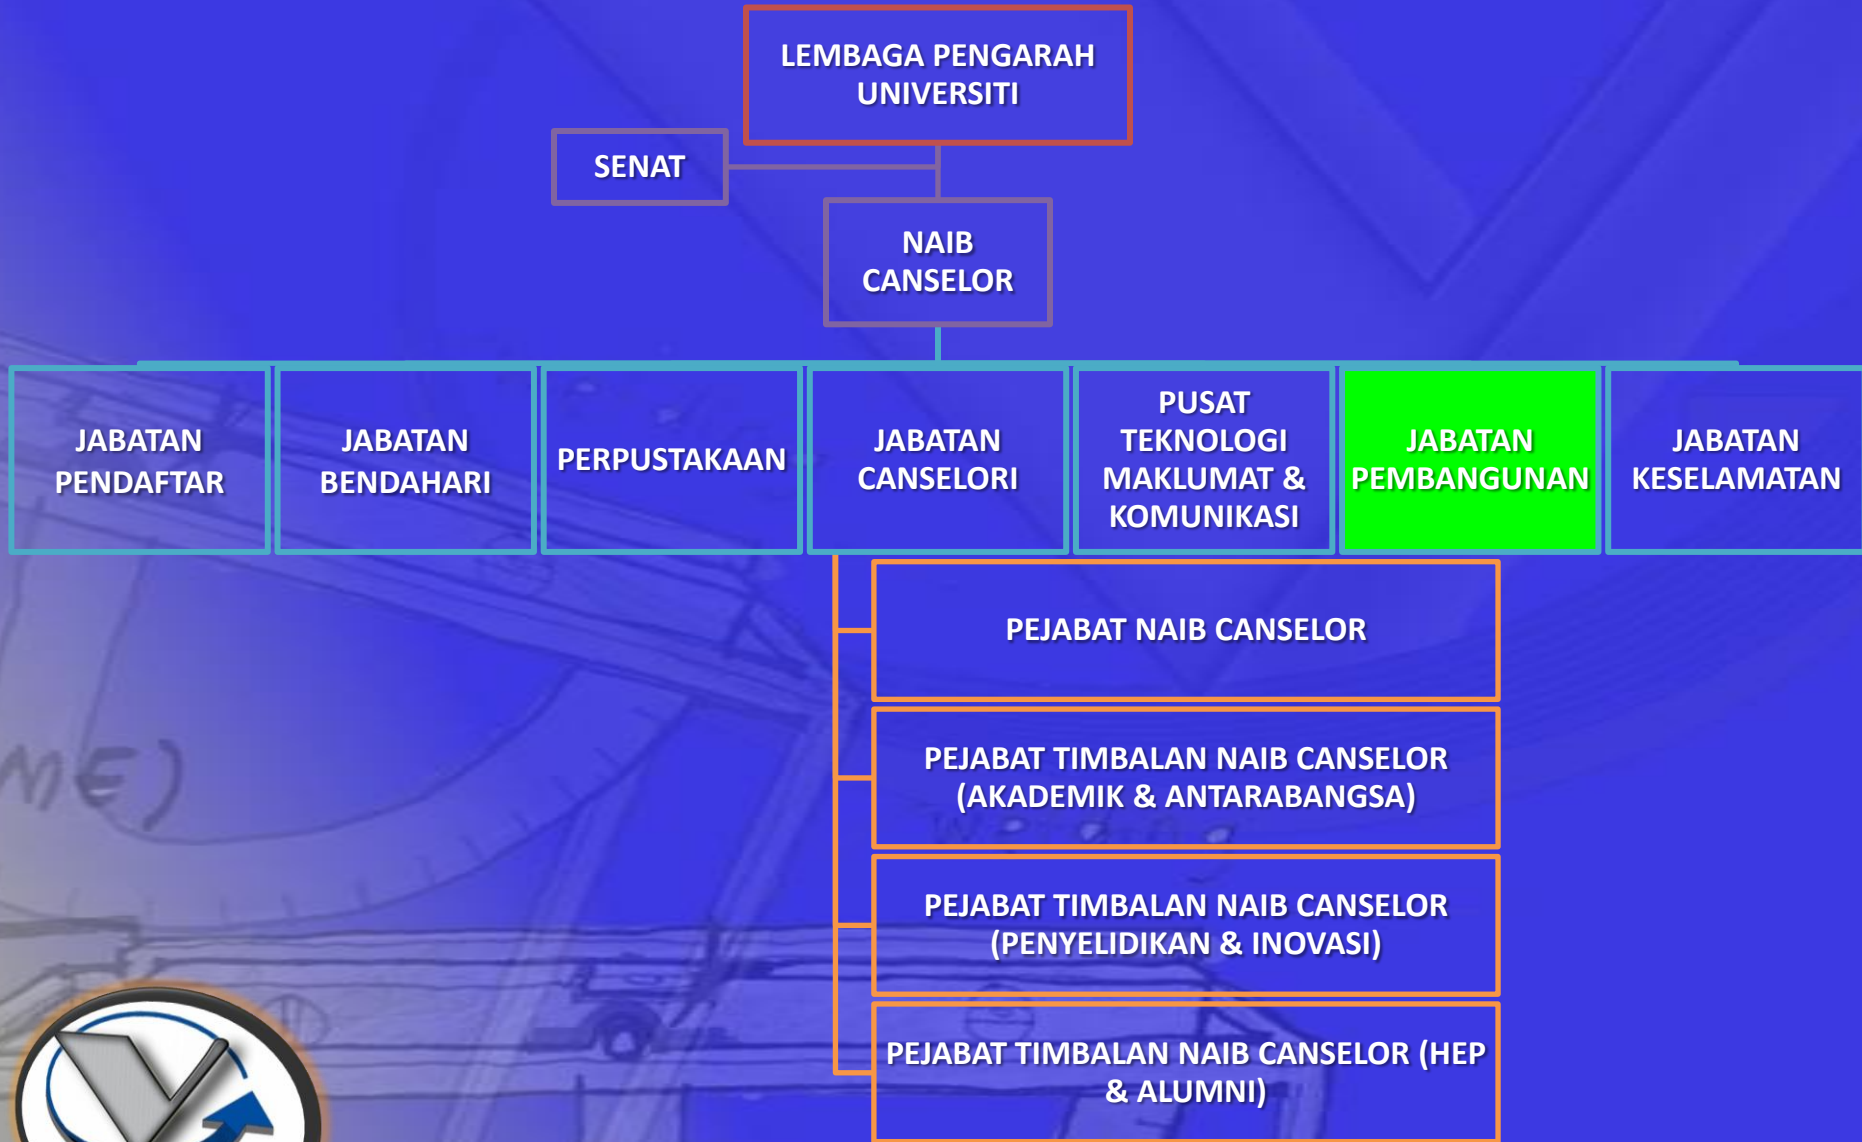 LEMBAGA PENGARAH
UNIVERSITI
SENAT
NAIB
CANSELOR
JABATAN
PENDAFTAR
JABATAN
BENDAHARI
PERPUSTAKAAN
JABATAN
CANSELORI
PUSAT
TEKNOLOGI
MAKLUMAT &
KOMUNIKASI
JABATAN
PEMBANGUNAN
JABATAN
KESELAMATAN
PEJABAT NAIB CANSELOR
PEJABAT TIMBALAN NAIB CANSELOR
(AKADEMIK & ANTARABANGSA)
PEJABAT TIMBALAN NAIB CANSELOR
(PENYELIDIKAN & INOVASI)
PEJABAT TIMBALAN NAIB CANSELOR (HEP
& ALUMNI)